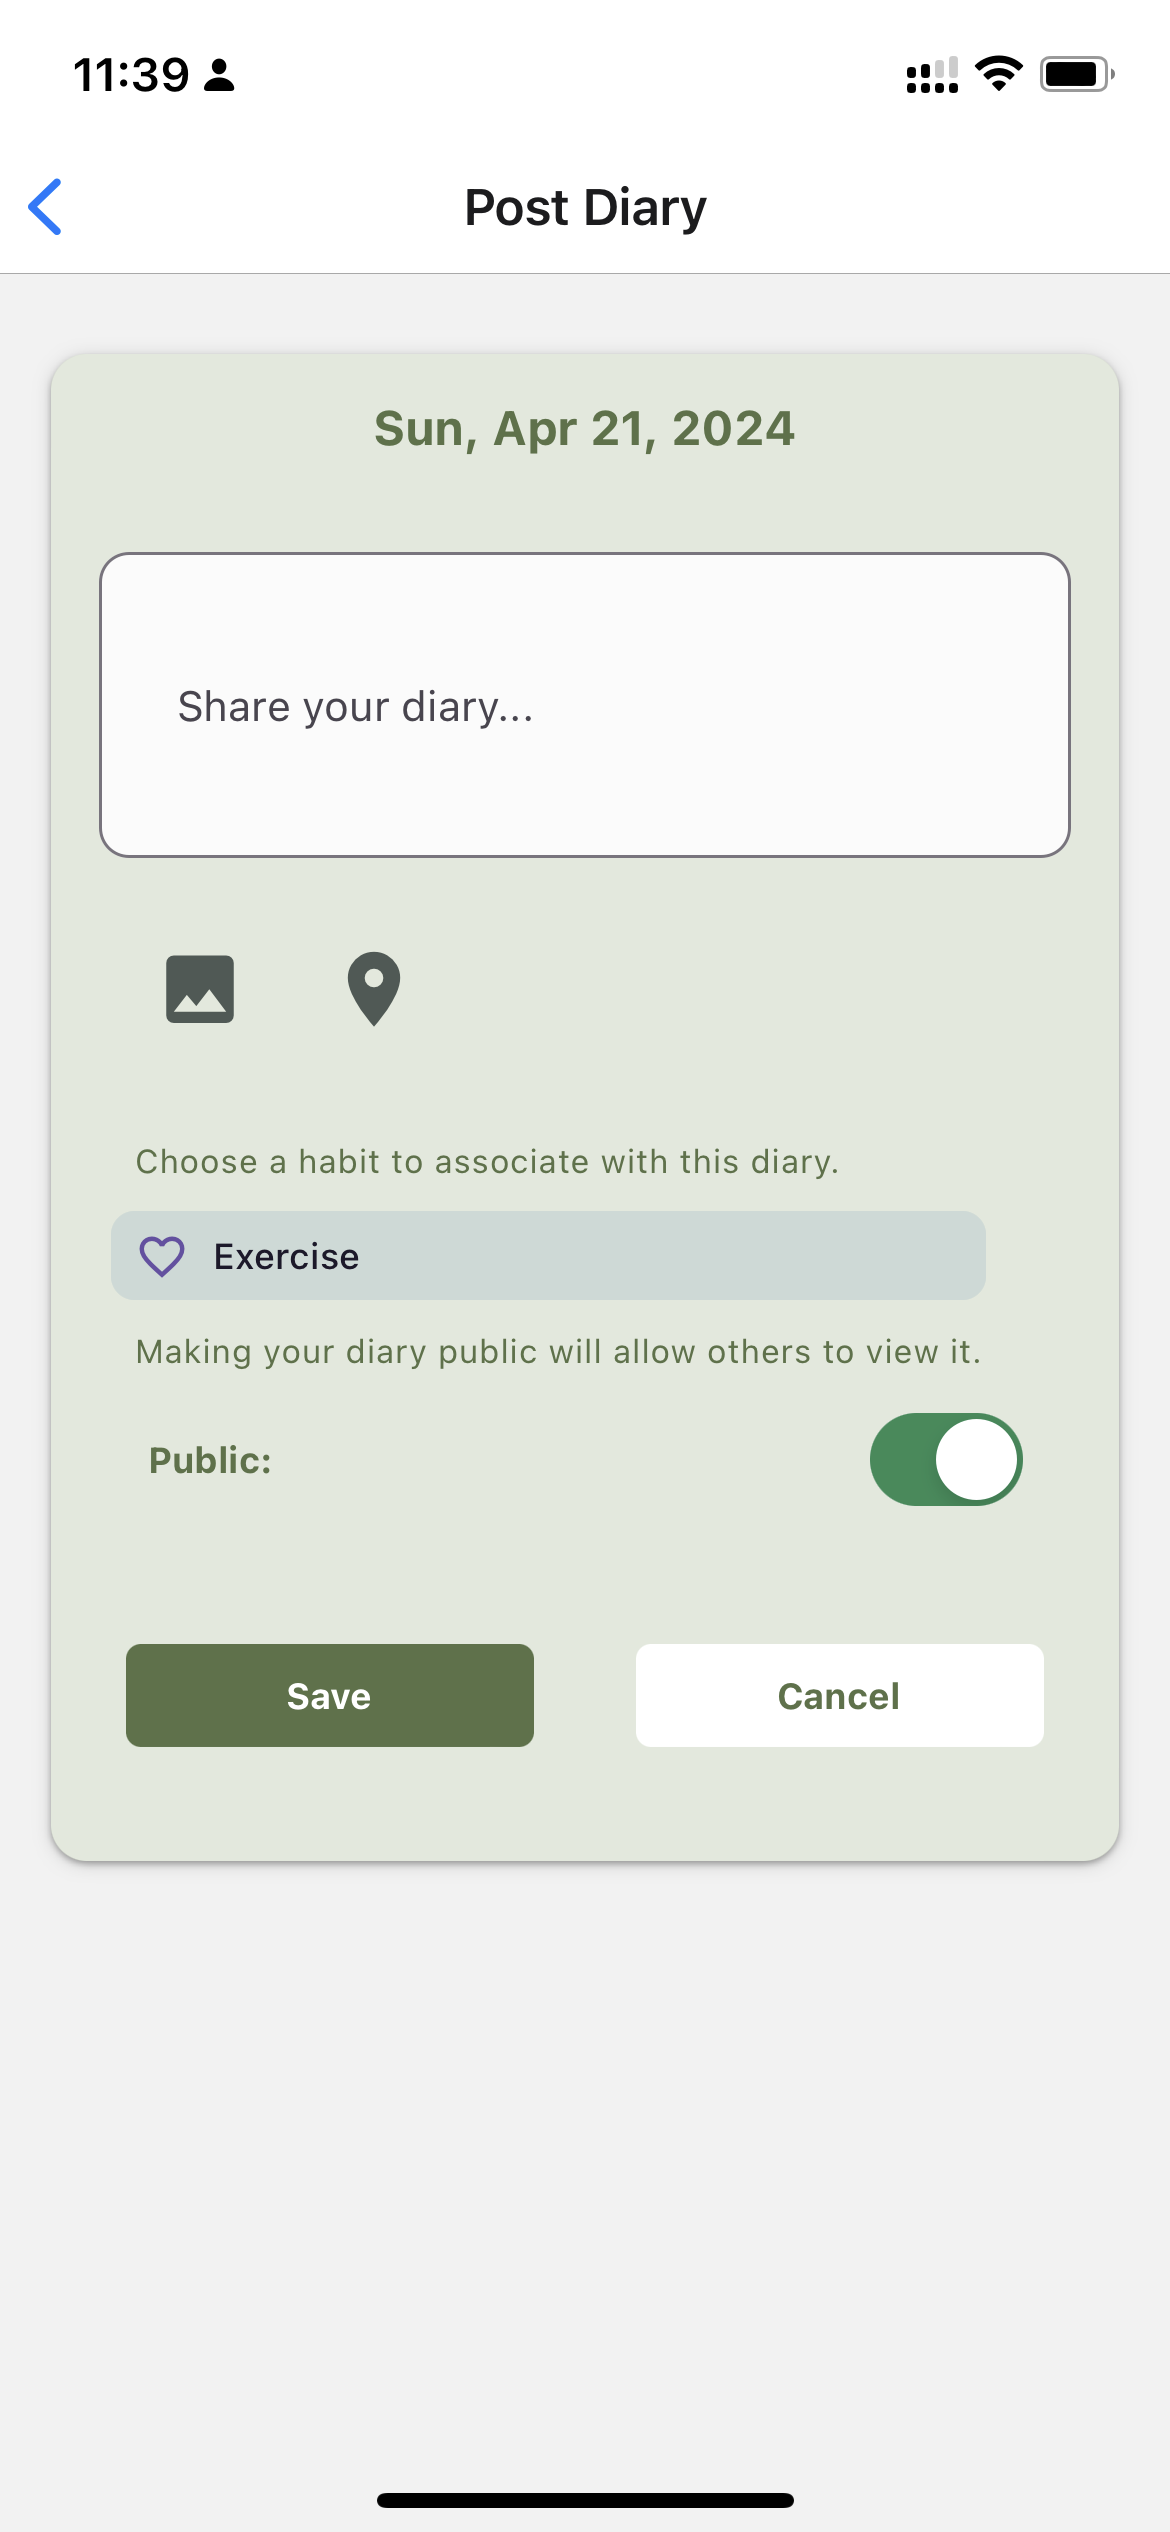 11:39
Post Diary
Sun, Apr 21, 2024
Share your diary...
Choose a habit to associate with this diary.
Exercise
Making your diary public will allow others to view it.
Public:
Save
Cancel